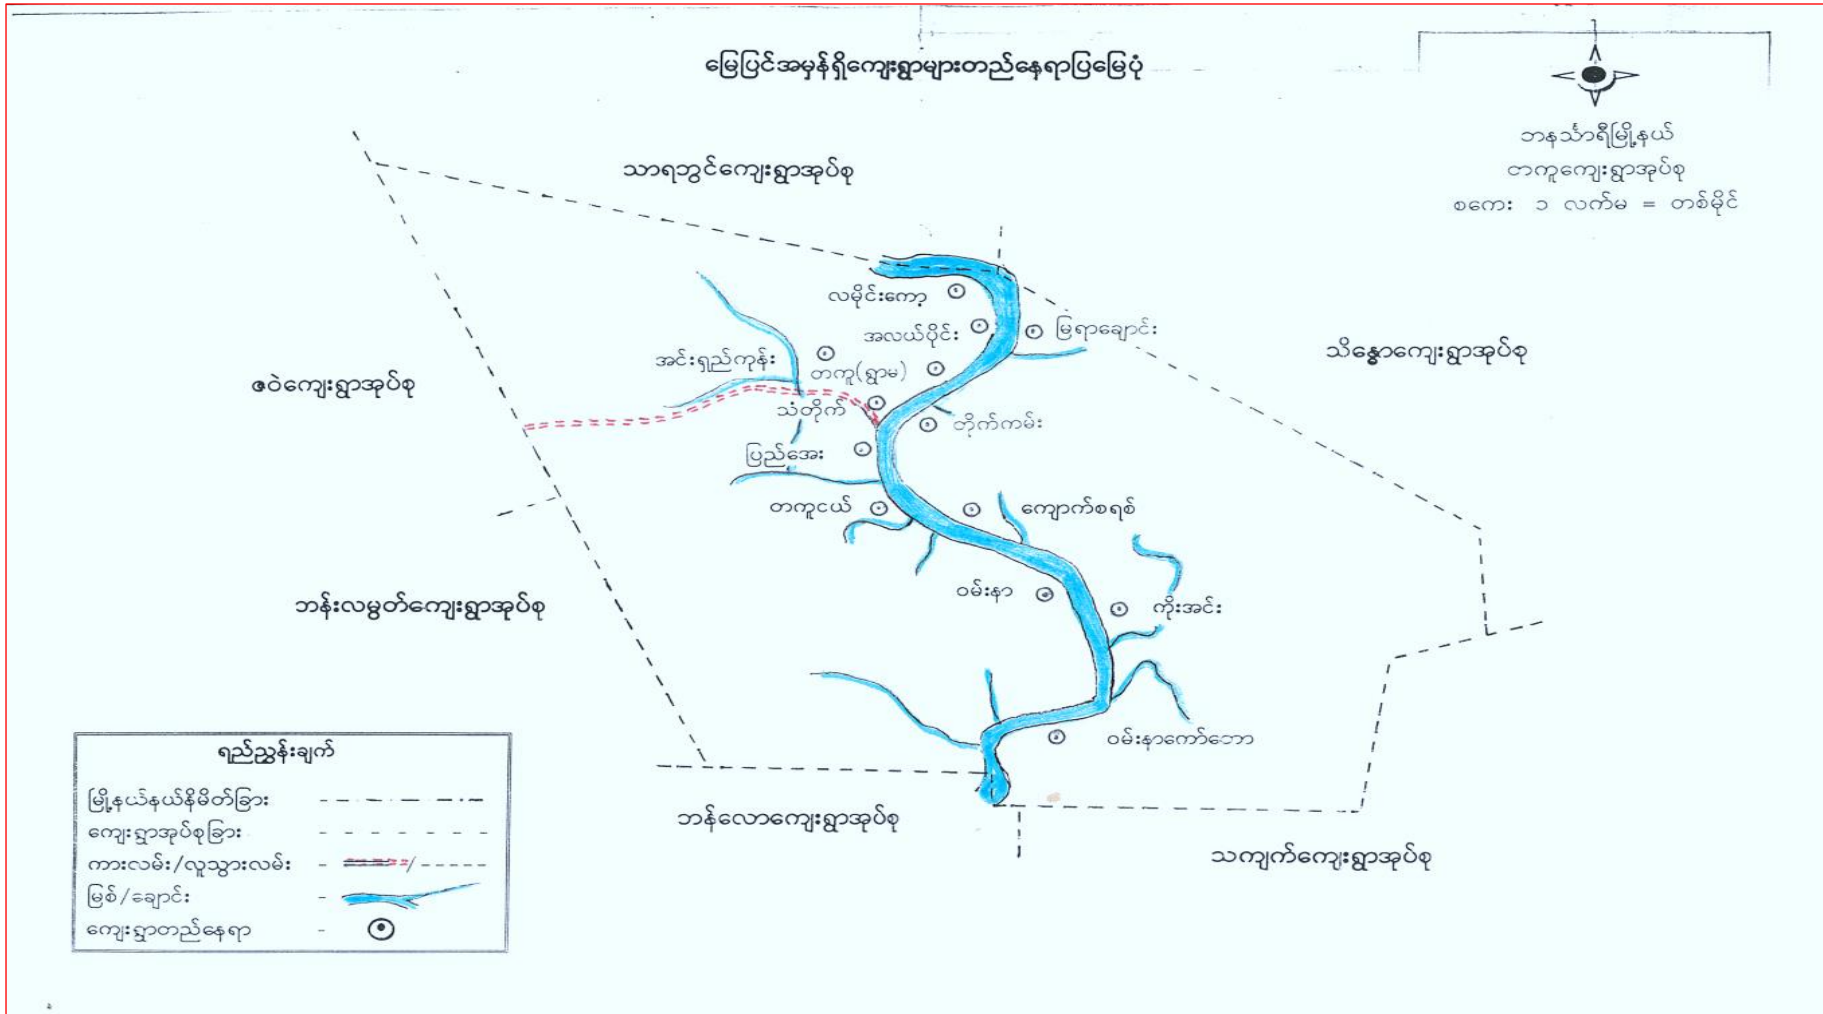 မြေပြင်အမှန်ရှိကျေးရွာများတည်နေရာပြမြေပုံ
ဘနင်္သာရီမြို့နယ်
တကူကျေးရွာအုပ်စု
စကေး ၁ လက်မ = တစ်မိုင်
သာရဘွင်ကျေးရွာအုပ်စု
လမိုင်းကော့
အလယ်ပိုင်း
မြရာချောင်း
သိန္ဓောကျေးရွာအုပ်စု
အင်းရှည်ကုန်း
တကူ(ရွာမ)
ဇဝဲကျေးရွာအုပ်စု
သံတိုက်
တိုက်ကမ်း
ပြည်အေး
တကူငယ်
ကျောက်စရစ်
ဝမ်းနာ
ကိုးအင်း
ဘန်းလမွတ်ကျေးရွာအုပ်စု
ဝမ်းနာကော်ဘော
ဘန်လောကျေးရွာအုပ်စု
သကျက်ကျေးရွာအုပ်စု
ရည်ညွှန်းချက်
မြို့နယ်နယ်နိမိတ်ခြား
ကျေးရွာအုပ်စုခြား
ကားလမ်း/လူသွားလမ်း
မြစ်/ချောင်း
ကျေးရွာတည်နေရာ